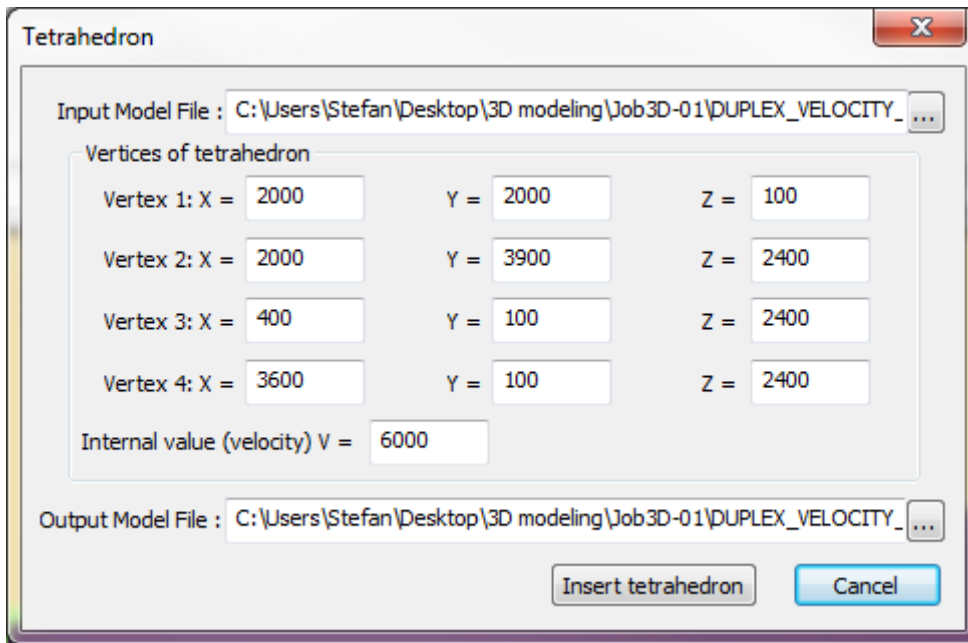 Tetrahedron
Input Model File : C:\Users\Stefan\Desktop\3D modeling\Job3D-01\DUPLEX_VELOCITY_ ...
Vertices of tetrahedron
Vertex 1: X = 2000 Y = 2000 Z = 100
Vertex 2: X = 2000 Y = 3900 Z = 2400
Vertex 3: X = 400 Y = 100 Z = 2400
Vertex 4: X = 3600 Y = 100 Z = 2400
Internal value (velocity) V = 6000
Output Model File : C:\Users\Stefan\Desktop\3D modeling\Job3D-01\DUPLEX_VELOCITY_ ...
Insert tetrahedron Cancel